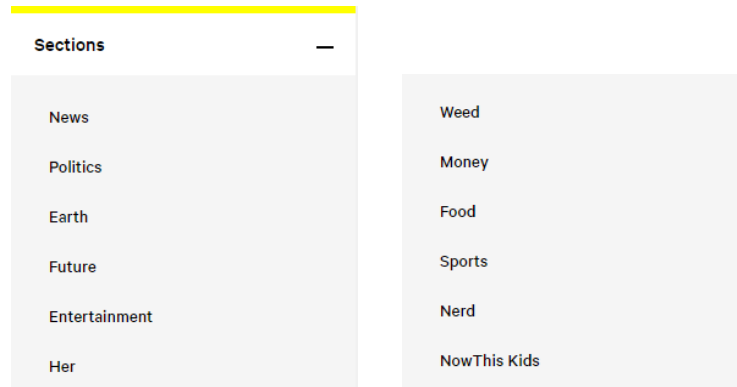 Sections
News
Politics
Earth
Future
Entertainment
Her
Weed
Money
Food
Sports
Nerd
NowThis Kids